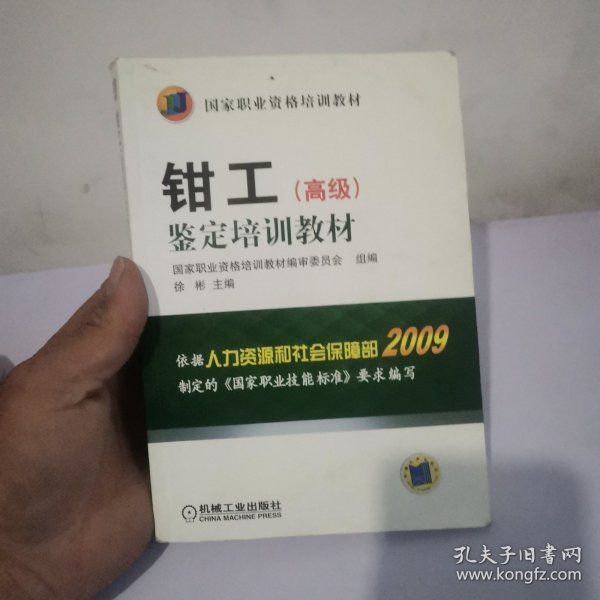 国家职业资格培训教材
钳工（高级）
鉴定培训教材
国家职业资格培训教材编审委员会 组编
徐 彬 主编
依据人力资源和社会保障部2009
制定的《国家职业技能标准》要求编写
机械工业出版社
CHINA MACHINE PRESS
孔夫子旧书网
www.kongfz.com